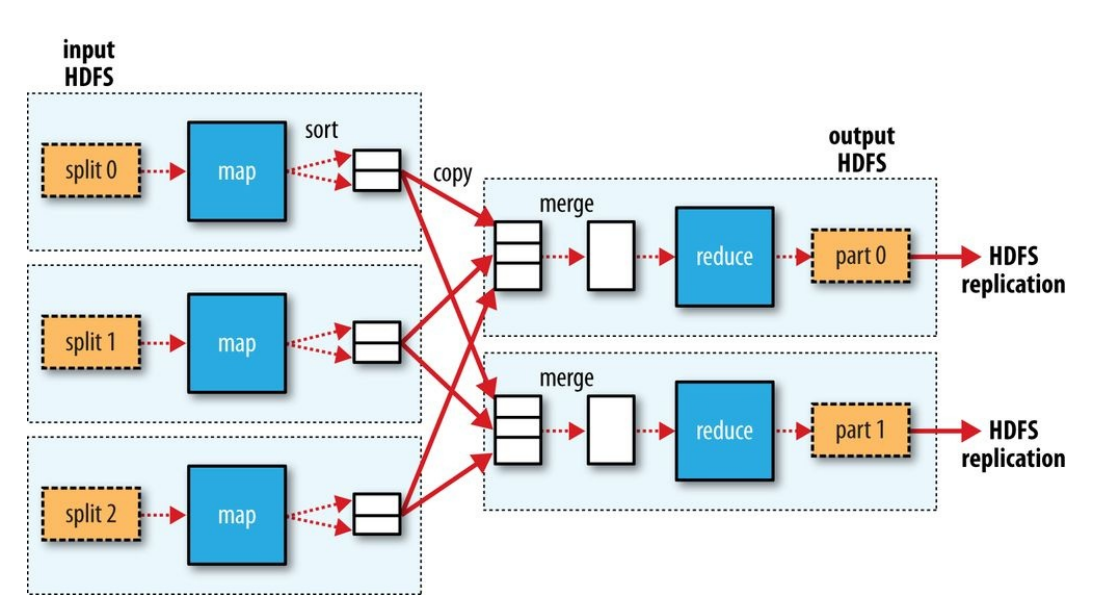 input
HDFS
split 0
map
sort
copy
split 1
map
split 2
map
output
HDFS
merge
reduce
part 0
HDFS
replication
merge
reduce
part 1
HDFS
replication